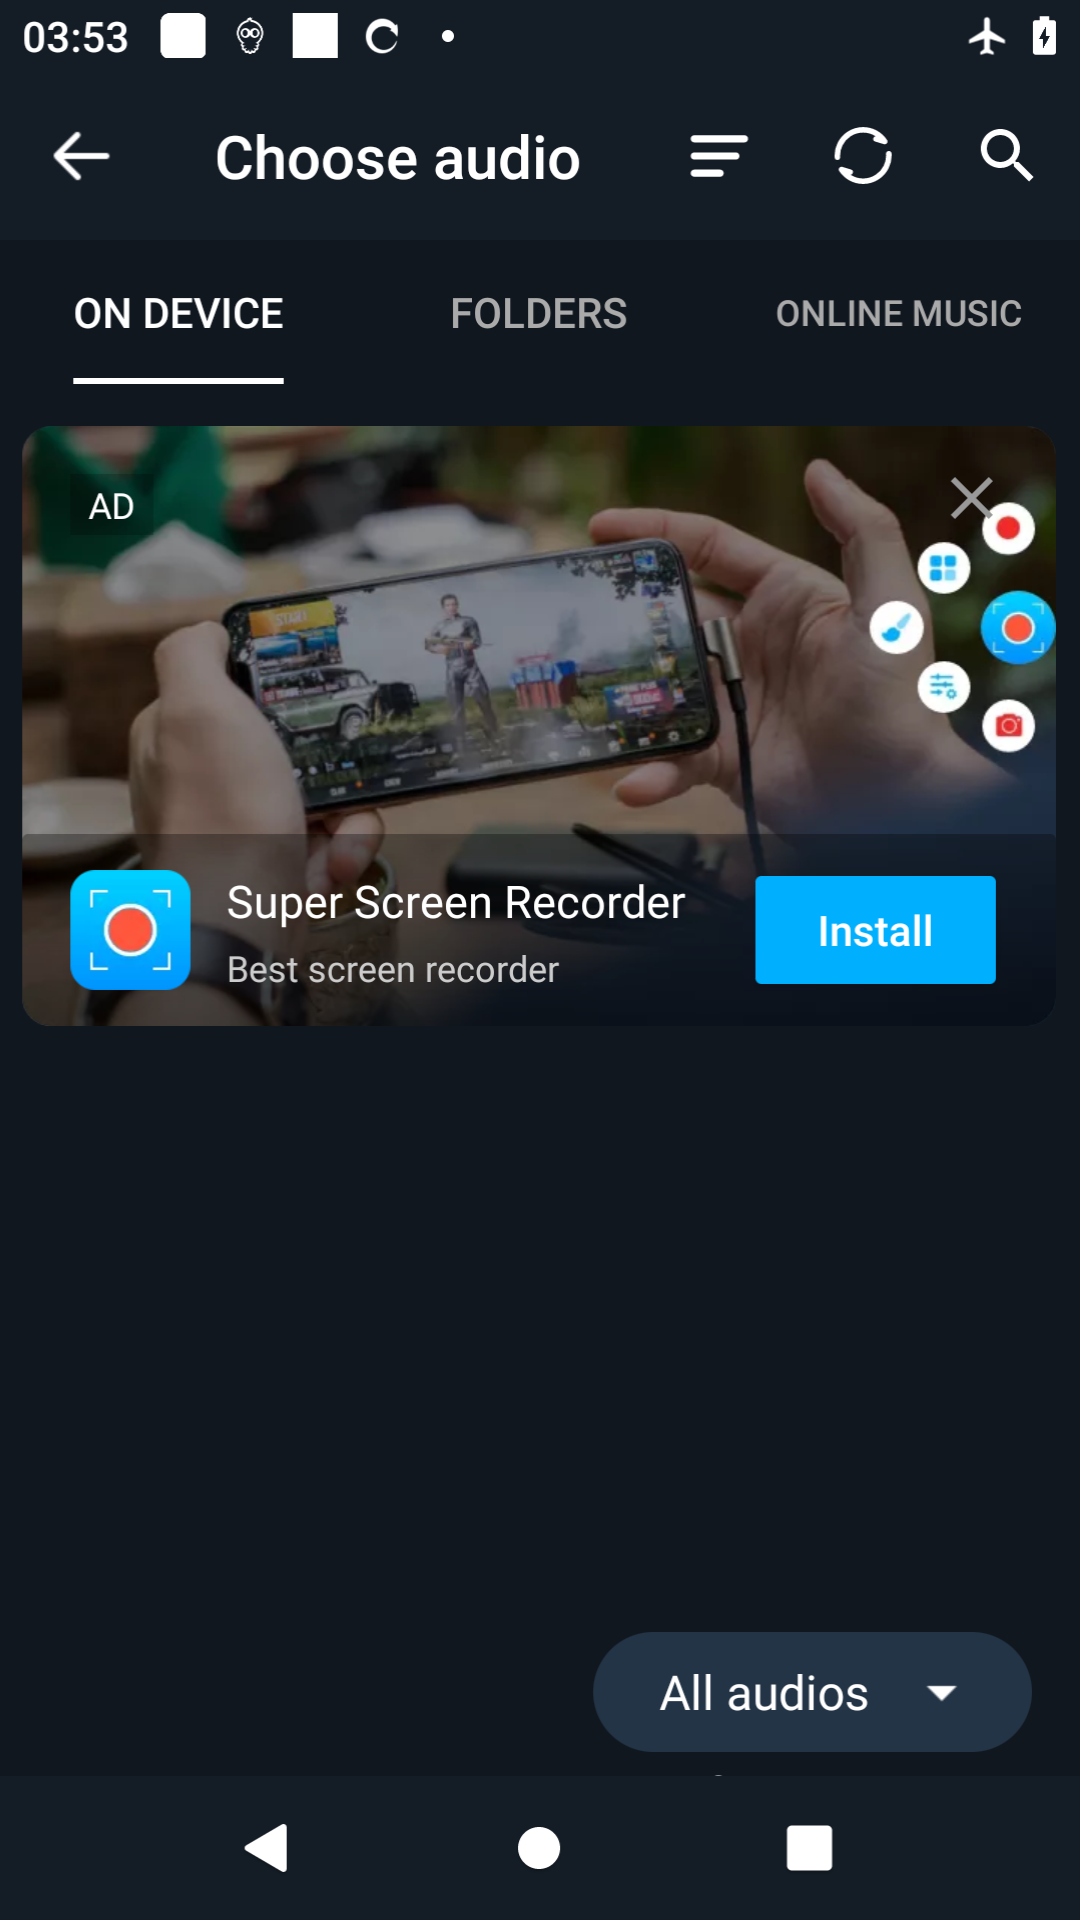 03:53
Choose audio
ON DEVICE
FOLDERS
ONLINE MUSIC
AD
START
Super Screen Recorder
Best screen recorder
Install
All audios